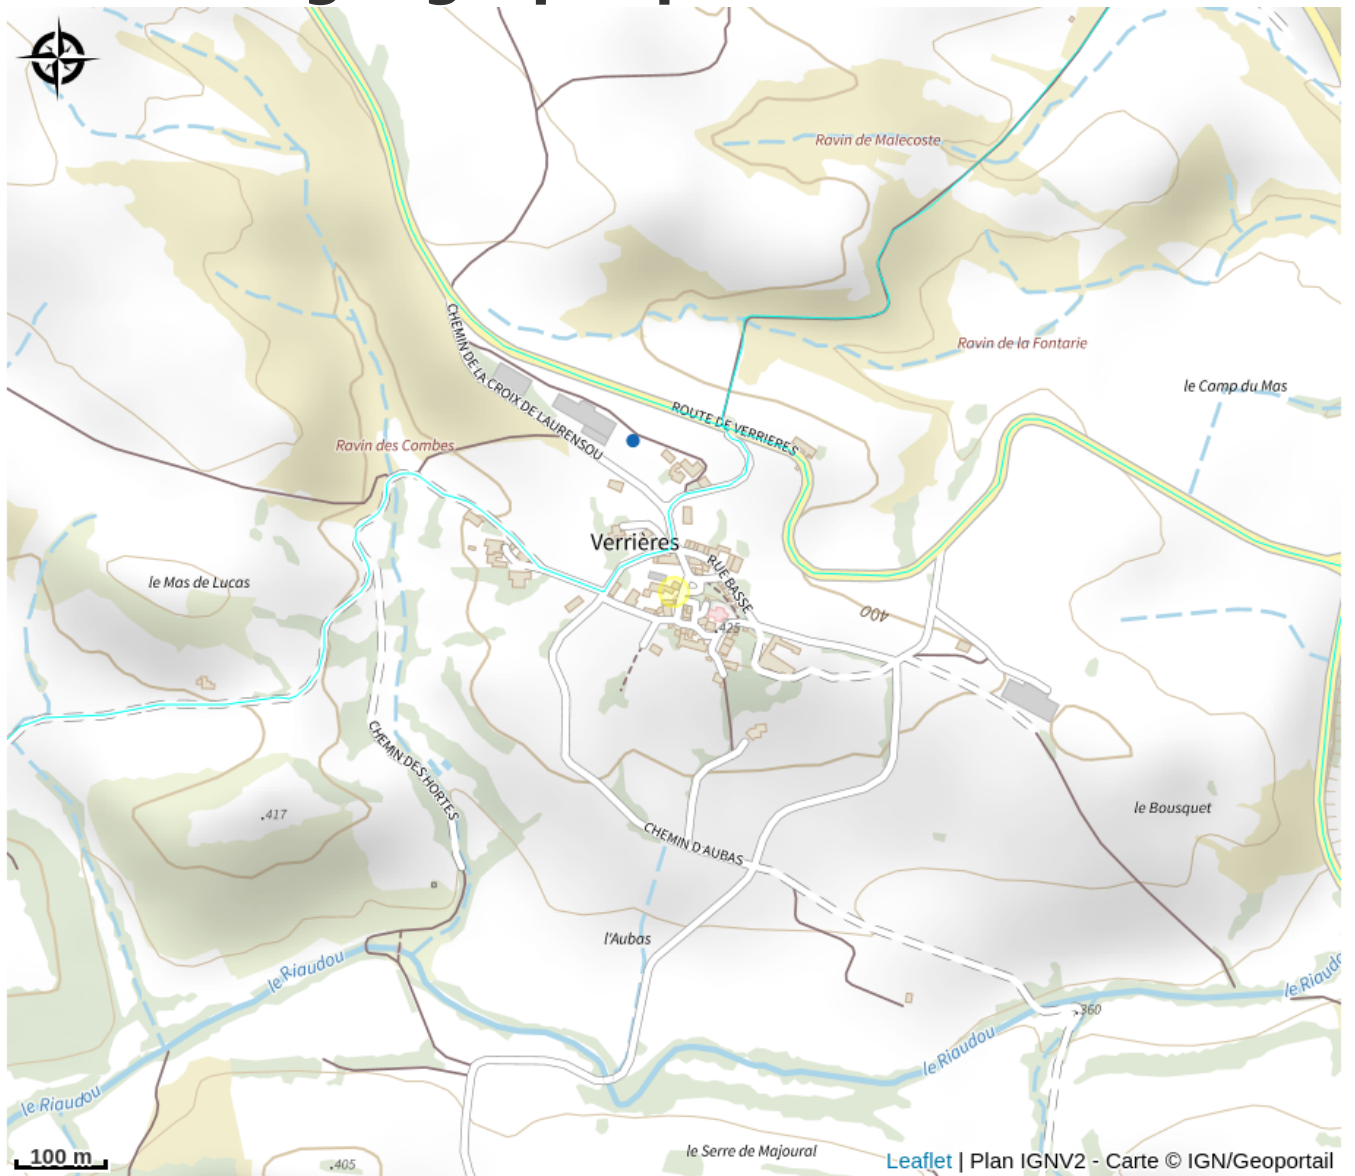 Ravin de Malecoste
CHEMIN DE LA CROIX DE LAURENSOU
Ravin de la Fontarie
le Camp du Mas
ROUTE DE VERRIERES
Ravin des Combes
Verrières
RUE BASSE
le Mas de Lucas
400
425
CHEMIN DES HORTES
417
le Bousquet
CHEMIN D'AUBAS
l'Aubas
le Riaudou
le Riaudo
360
le Riaudou
le Riaudou
le Serre de Majoural
100 m
405
Leaflet | Plan IGNV2 - Carte © IGN/Geoportail